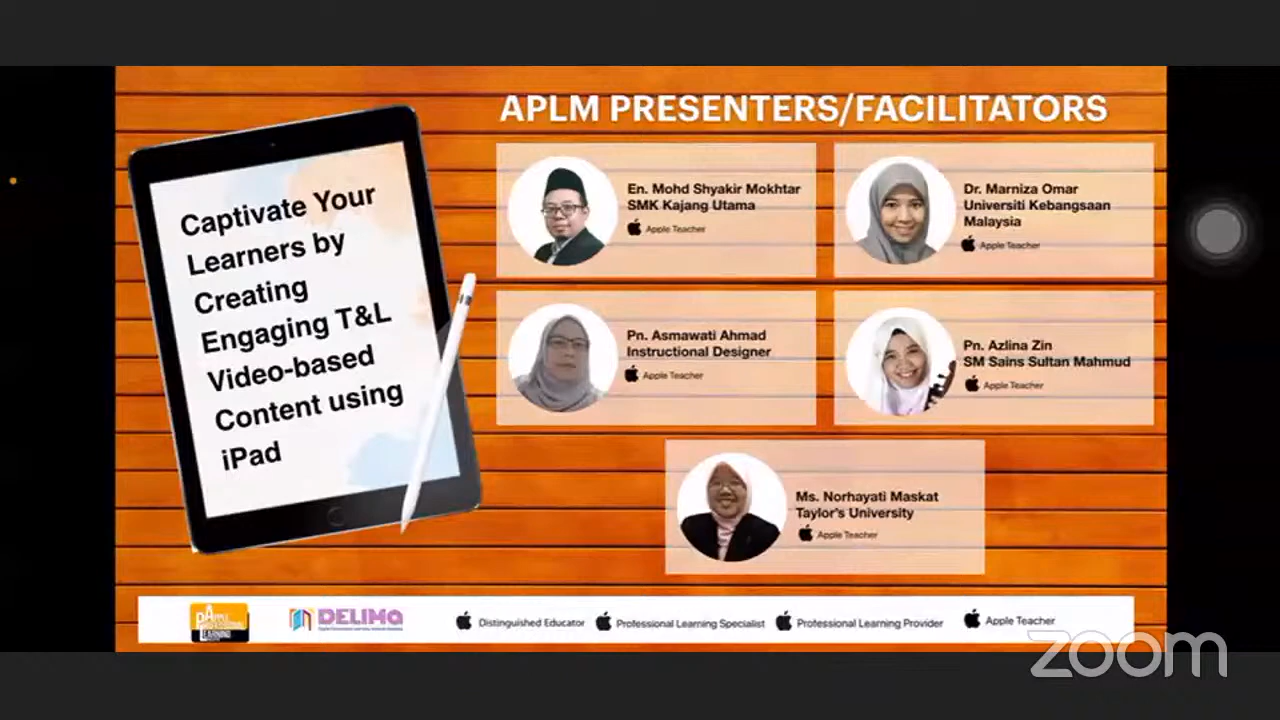 Captivate Your
Learners by
Creating
Engaging T&L
Video-based
Content using
iPad
APLM PRESENTERS/FACILITATORS
En. Mohd Shyakir Mokhtar
SMK Kajang Utama
Apple Teacher
Dr. Marniza Omar
Universiti Kebangsaan
Malaysia
Apple Teacher
Pn. Asmawati Ahmad
Instructional Designer
Apple Teacher
Pn. Azlina Zin
SM Sains Sultan Mahmud
Apple Teacher
Ms. Norhayati Maskat
Taylor's University
Apple Teacher
DELIMa
Distinguished Educator
Professional Learning Specialist
Professional Learning Provider
Apple Teacher
zoom